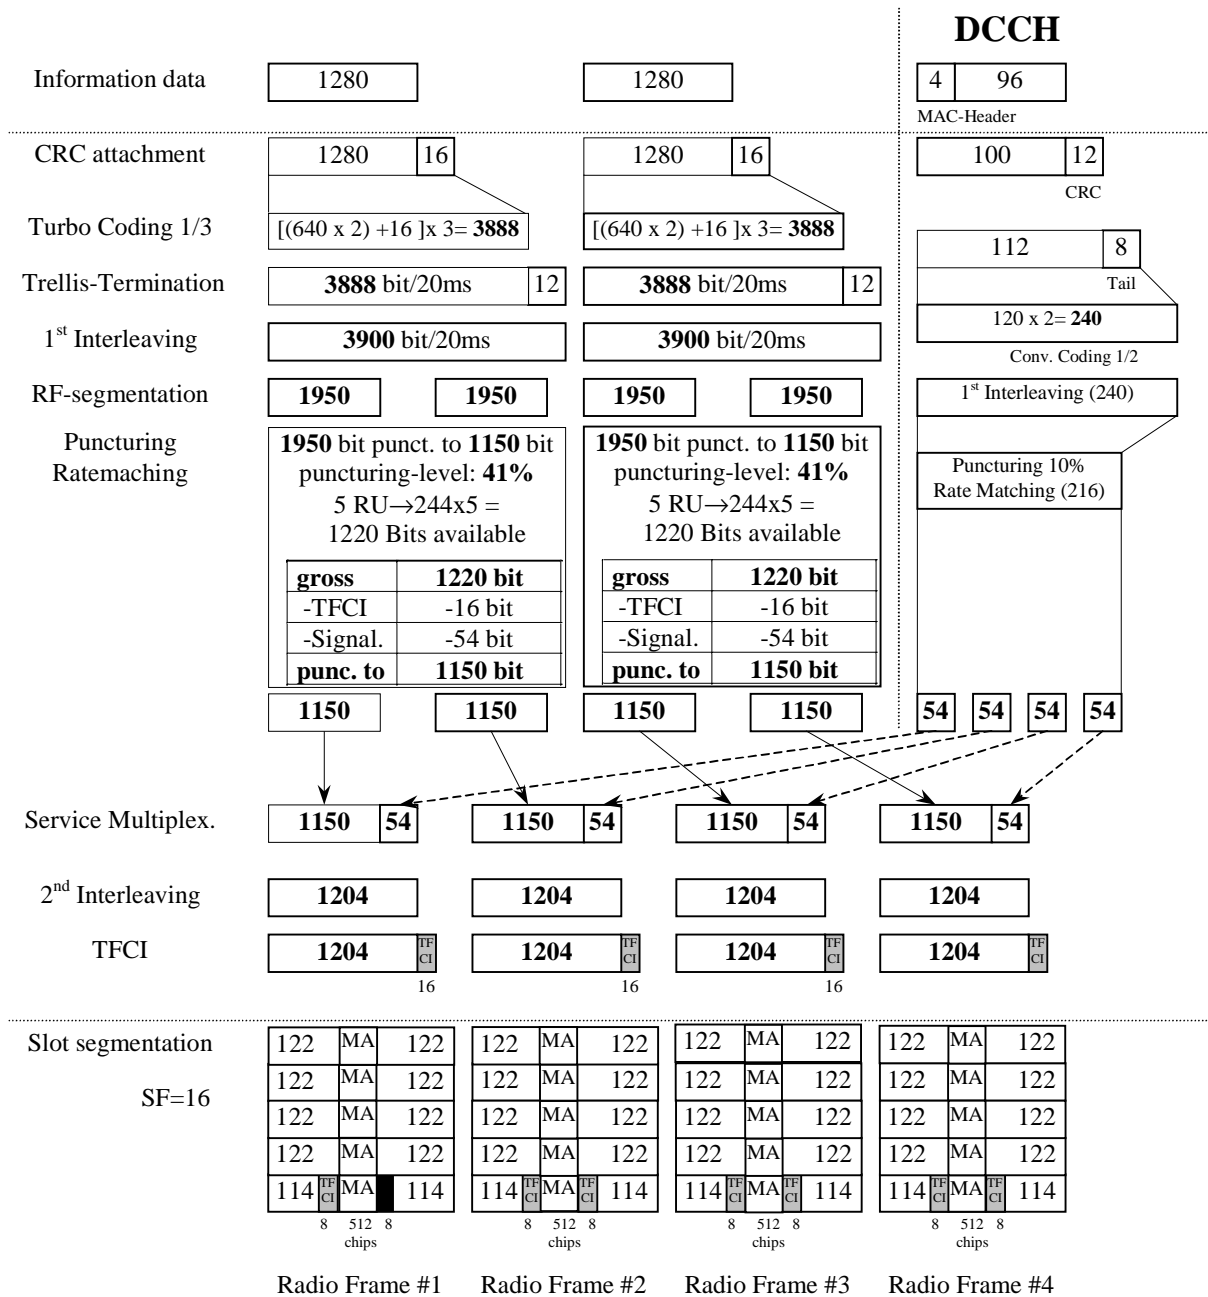 DCCH
Information data 1280 1280 4 96
MAC-Header
CRC attachment 1280 16 1280 16 100 12
CRC
Turbo Coding 1/3 [(640 x 2) +16 ]x 3= 3888 [(640 x 2) +16 ]x 3= 3888
112 8
Tail
Trellis-Termination 3888 bit/20ms 12 3888 bit/20ms 12
120 x 2= 240
Conv. Coding 1/2
1st Interleaving 3900 bit/20ms 3900 bit/20ms
RF-segmentation 1950 1950 1950 1950 1st Interleaving (240)
Puncturing
Ratemaching
1950 bit punct. to 1150 bit
puncturing-level: 41%
5 RU→244x5 =
1220 Bits available
gross 1220 bit
-TFCI -16 bit
-Signal. -54 bit
punc. to 1150 bit
1950 bit punct. to 1150 bit
puncturing-level: 41%
5 RU→244x5 =
1220 Bits available
gross 1220 bit
-TFCI -16 bit
-Signal. -54 bit
punc. to 1150 bit
Puncturing 10%
Rate Matching (216)
1150 1150 1150 1150 54 54 54 54
Service Multiplex. 1150 54 1150 54 1150 54 1150 54
2nd Interleaving 1204 1204 1204 1204
TFCI 1204 TF CI 1204 TF CI 1204 TF CI 1204 TF CI
16 16 16
Slot segmentation 122 MA 122 122 MA 122 122 MA 122 122 MA 122
SF=16 122 MA 122 122 MA 122 122 MA 122 122 MA 122
122 MA 122 122 MA 122 122 MA 122 122 MA 122
122 MA 122 122 MA 122 122 MA 122 122 MA 122
114 TF CI MA 114 114 TF CI MA TF CI 114 114 TF CI MA TF CI 114 114 TF CI MA TF CI 114
8 512 8 8 512 8 8 512 8 8 512 8
chips chips chips chips
Radio Frame #1 Radio Frame #2 Radio Frame #3 Radio Frame #4